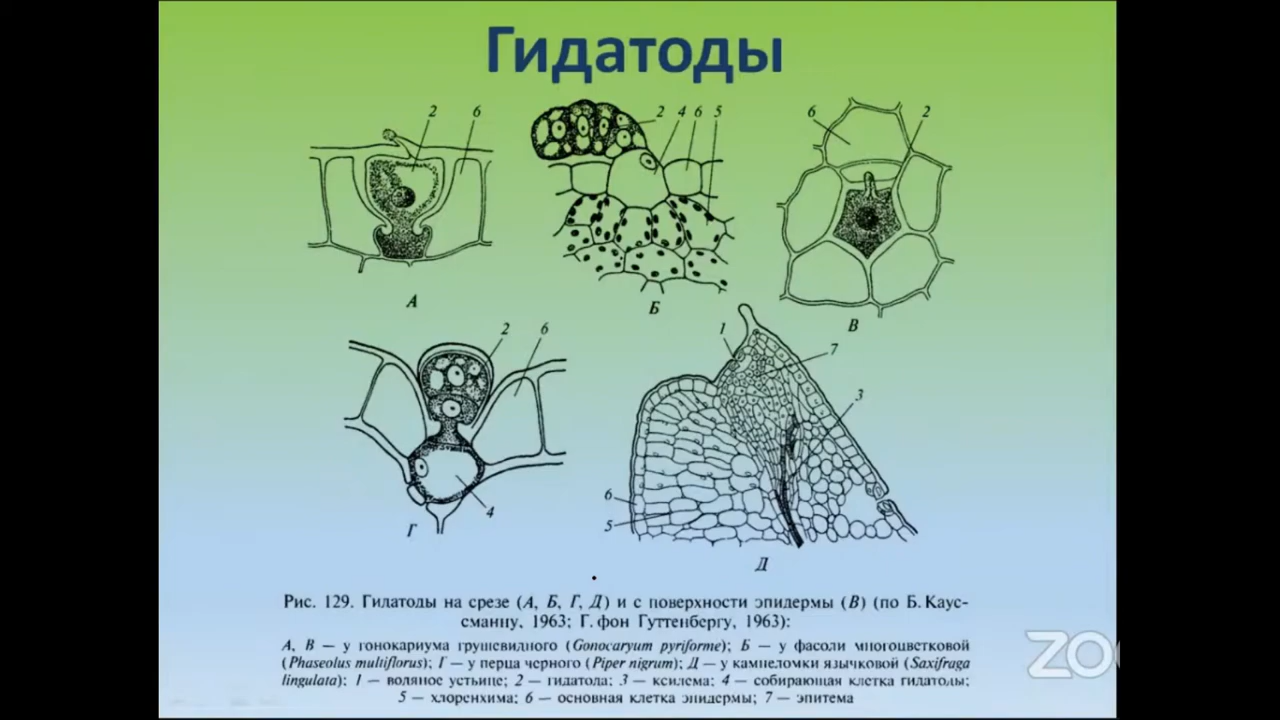 Гидатоды
2 6
2 4 6 5
6 2
А
Б
В
2 6
1 7
3
4
6
5
Г
Д
Рис. 129. Гидатоды на срезе (А, Б, Г, Д) и с поверхности эпидермы (В) (по Б. Каус-
сманну, 1963; Г. фон Гуттенбергу, 1963):
А, В — у гонокариума грушевидного (Gonocaryum pyriforme); Б — у фасоли многоцветковой
(Phaseolus multiflorus); Г — у перца черного (Piper nigrum); Д — у камнеломки язычковой (Saxifraga
lingulata): 1 — водяное устьице; 2 — гидатода; 3 — ксилема; 4 — собирающая клетка гидатоды;
5 — хлоренхима; 6 — основная клетка эпидермы; 7 — эпитема
zo